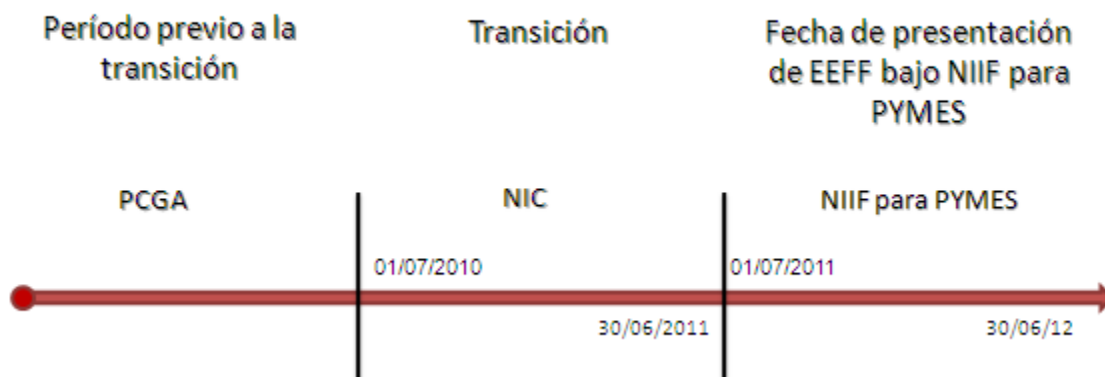 Período previo a la
transición
Transición
Fecha de presentación
de EEFF bajo NIIF para
PYMES
PCGA
NIC
NIIF para PYMES
01/07/2010
01/07/2011
30/06/2011
30/06/12